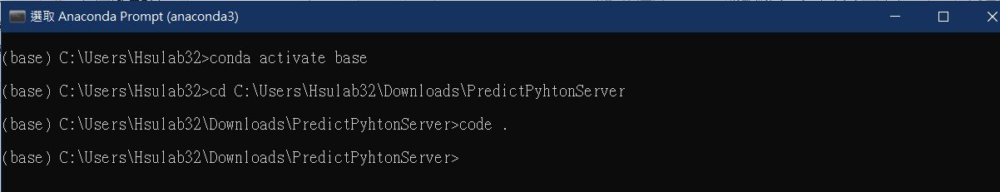 選取 Anaconda Prompt (anaconda3)
(base) C:\Users\Hsulab32>conda activate base
(base) C:\Users\Hsulab32>cd C:\Users\Hsulab32\Downloads\PredictPyhtonServer
(base) C:\Users\Hsulab32\Downloads\PredictPyhtonServer>code .
(base) C:\Users\Hsulab32\Downloads\PredictPyhtonServer>